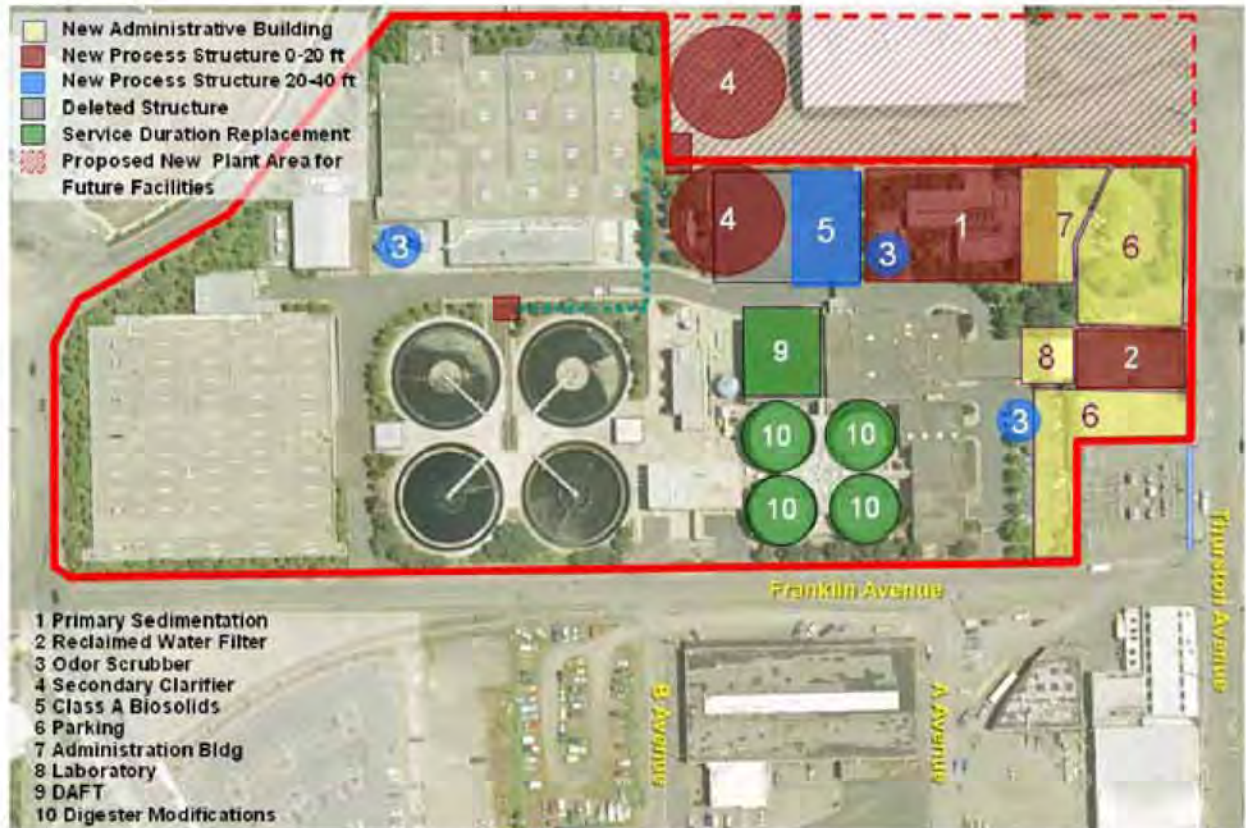 New Administrative Building
New Process Structure 0-20 ft
New Process Structure 20-40 ft
Deleted Structure
Service Duration Replacement
Proposed New Plant Area for
Future Facilities
4
4
5
3
1
7
6
3
9
8
2
3
6
10
10
10
10
Franklin Avenue
Thurston Avenue
B Avenue
A Avenue
1 Primary Sedimentation
2 Reclaimed Water Filter
3 Odor Scrubber
4 Secondary Clarifier
5 Class A Biosolids
6 Parking
7 Administration Bldg
8 Laboratory
9 DAFT
10 Digester Modifications